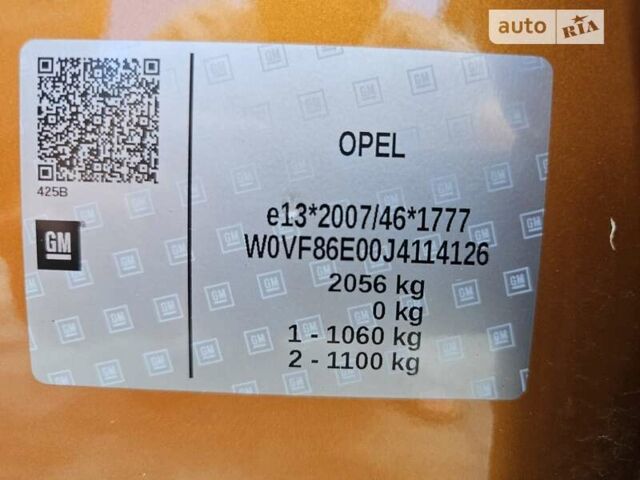 auto RIA
425B
GM
OPEL
e13*2007/46*1777
W0VF86E00J4114126
2056 kg
0 kg
1 - 1060 kg
2 - 1100 kg